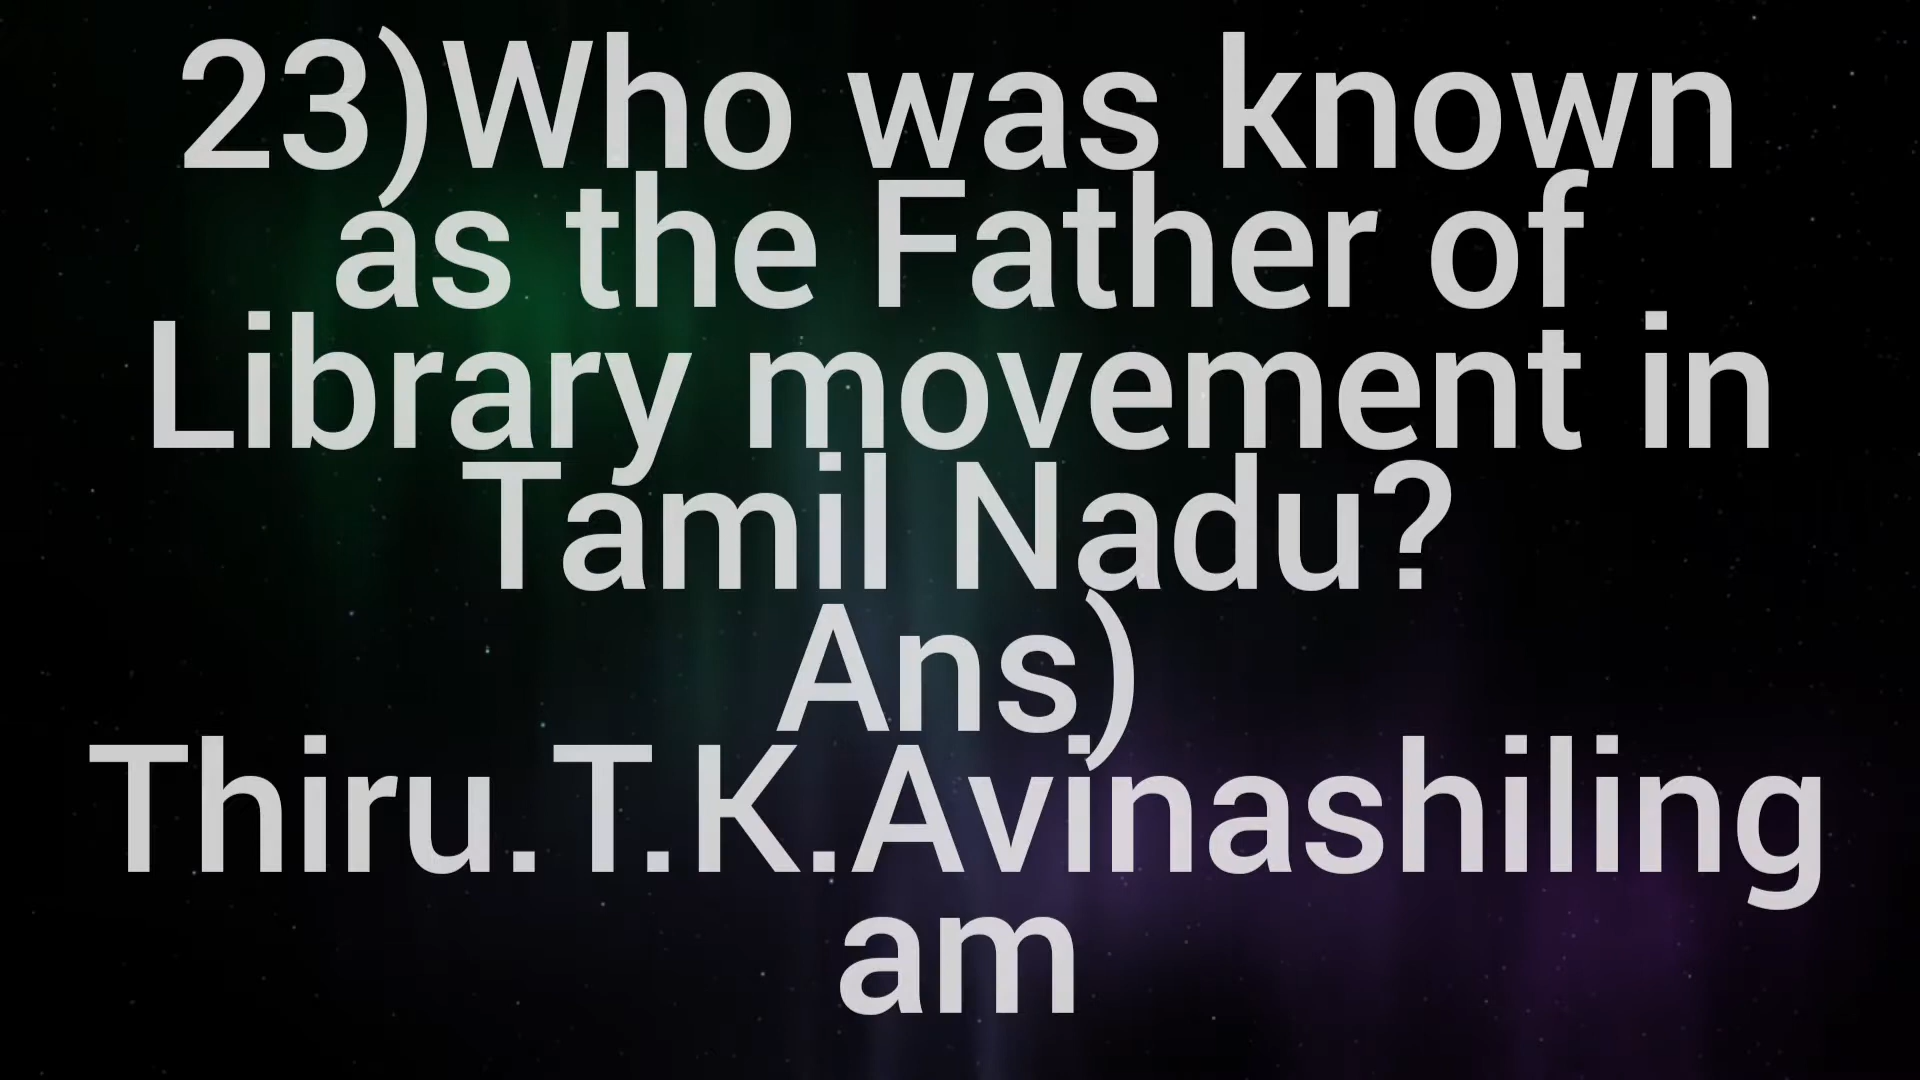 23)Who was known
as the Father of
Library movement in
Tamil Nadu?
Ans)
Thiru.T.K.Avinashiling
am